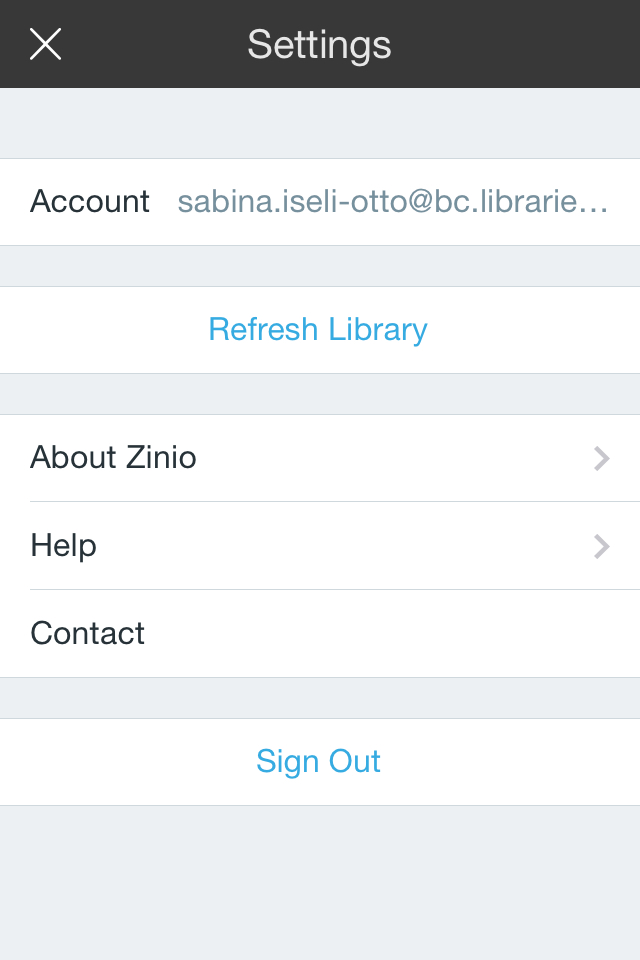 Settings
Account sabina.iseli-otto@bc.librarie...
Refresh Library
About Zinio
Help
Contact
Sign Out